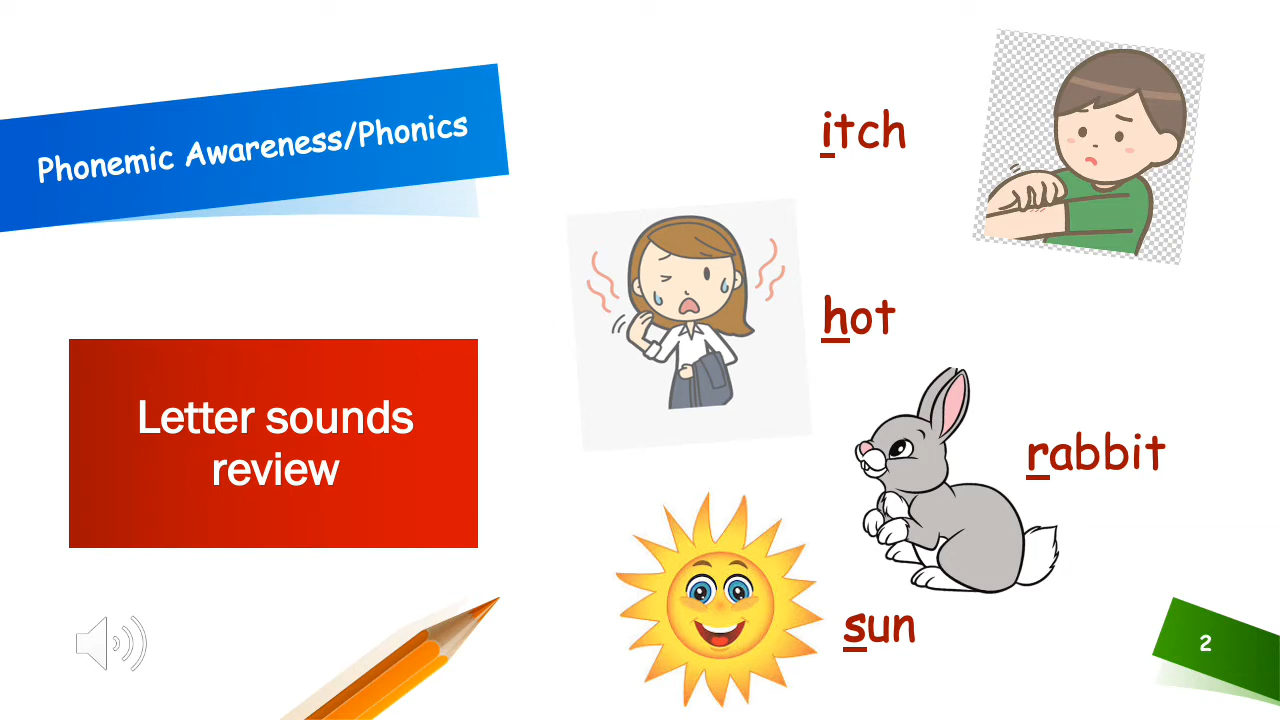 Phonemic Awareness/Phonics
Letter sounds
review
itch
hot
rabbit
sun
2